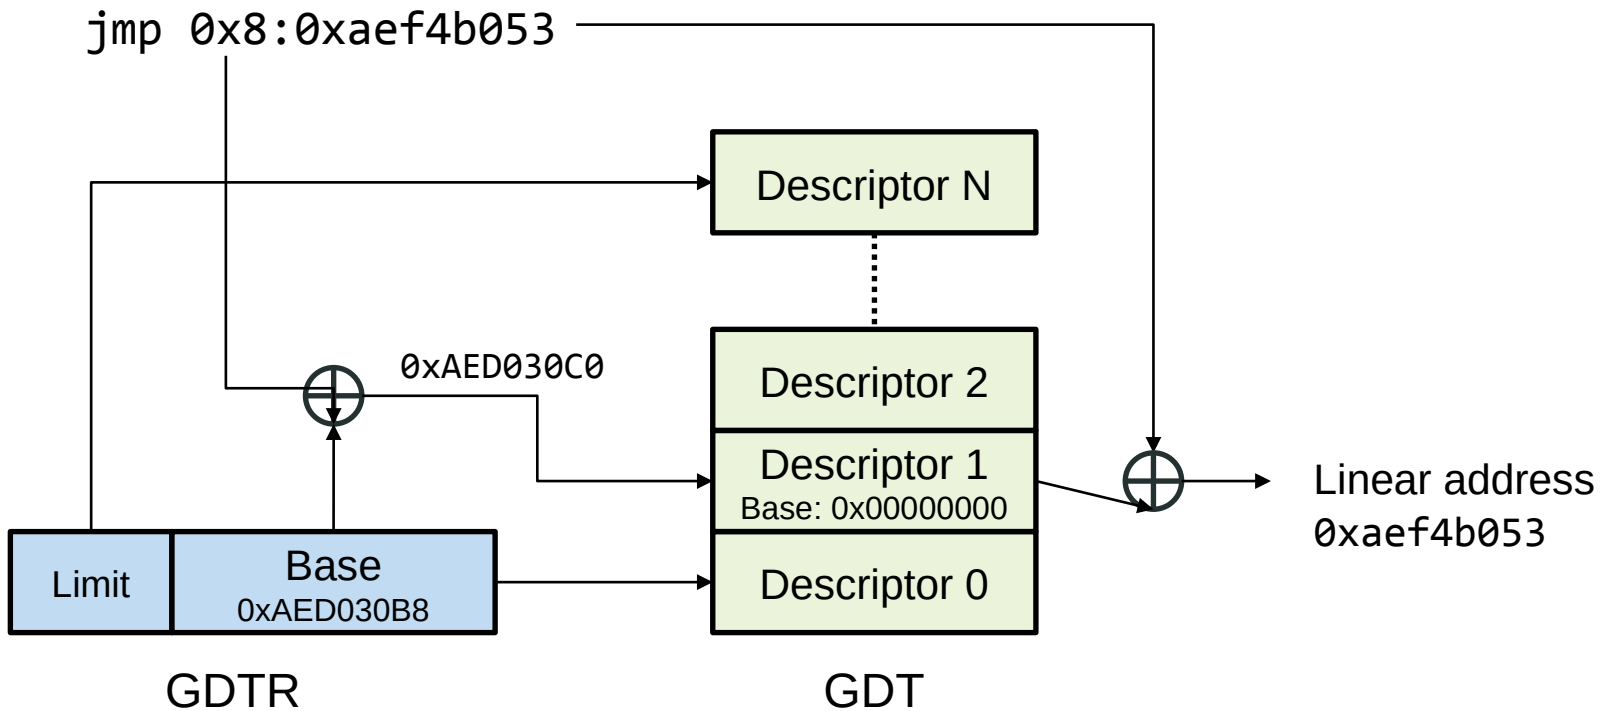 jmp 0x8:0xaef4b053
Descriptor N
0xAED030C0
Descriptor 2
Descriptor 1
Base: 0x00000000
Descriptor 0
Limit
Base
0xAED030B8
Linear address
0xaef4b053
GDTR
GDT